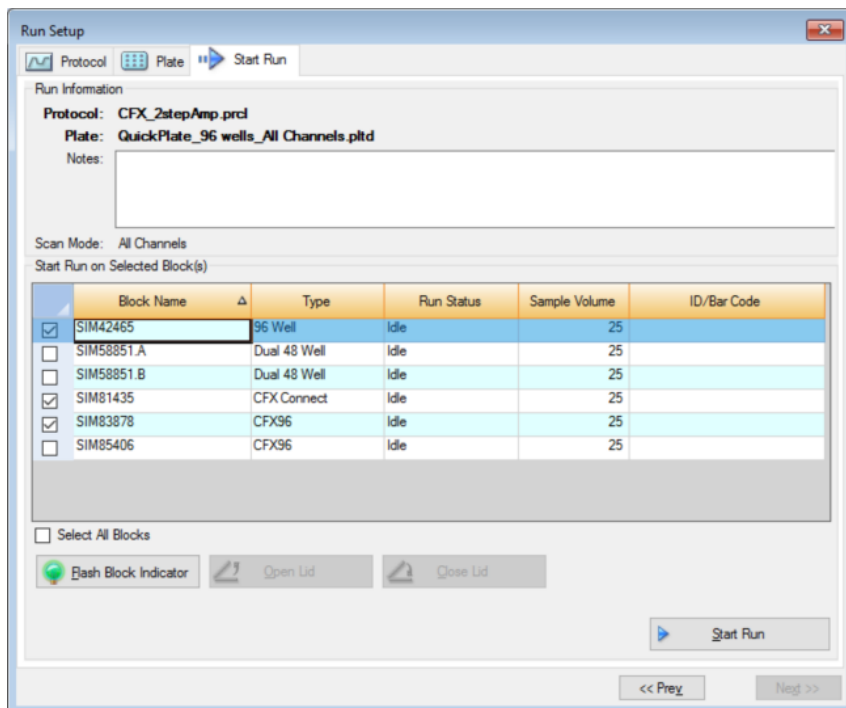 Run Setup
Protocol Plate Start Run
Run Information
Protocol: CFX_2stepAmp.prcl
Plate: QuickPlate_96 wells_All Channels.pltd
Notes:
Scan Mode: All Channels
Start Run on Selected Block(s)
Block Name Type Run Status Sample Volume ID/Bar Code
SIM42465 96 Well Idle 25
SIM58851.A Dual 48 Well Idle 25
SIM58851.B Dual 48 Well Idle 25
SIM81435 CFX Connect Idle 25
SIM83878 CFX96 Idle 25
SIM85406 CFX96 Idle 25
Select All Blocks
Flash Block Indicator Open Lid Close Lid
Start Run
<< Prev Next >>